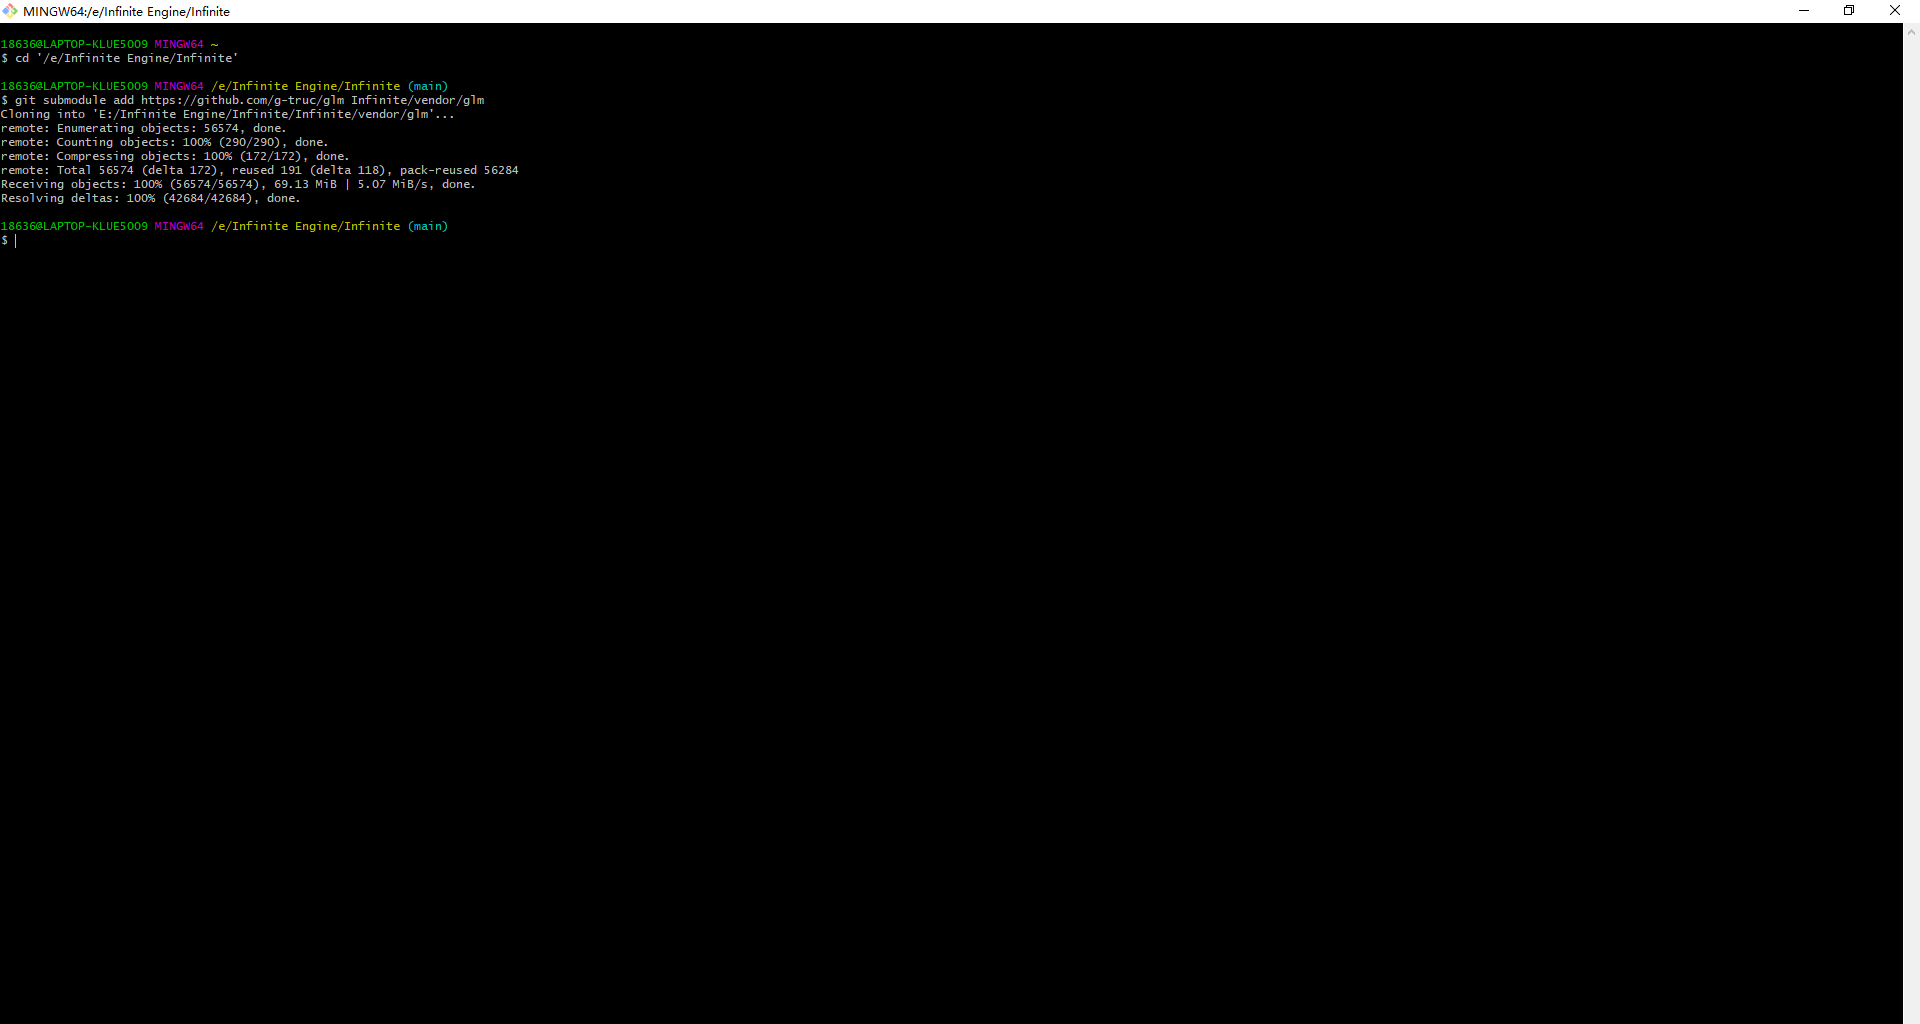 MINGW64:/e/Infinite Engine/Infinite
18636@LAPTOP-KLUE5OO9 MINGW64 ~
$ cd '/e/Infinite Engine/Infinite'
18636@LAPTOP-KLUE5OO9 MINGW64 /e/Infinite Engine/Infinite (main)
$ git submodule add https://github.com/g-truc/glm Infinite/vendor/glm
Cloning into 'E:/Infinite Engine/Infinite/Infinite/vendor/glm'...
remote: Enumerating objects: 56574, done.
remote: Counting objects: 100% (290/290), done.
remote: Compressing objects: 100% (172/172), done.
remote: Total 56574 (delta 172), reused 191 (delta 118), pack-reused 56284
Receiving objects: 100% (56574/56574), 69.13 MiB | 5.07 MiB/s, done.
Resolving deltas: 100% (42684/42684), done.
18636@LAPTOP-KLUE5OO9 MINGW64 /e/Infinite Engine/Infinite (main)
$